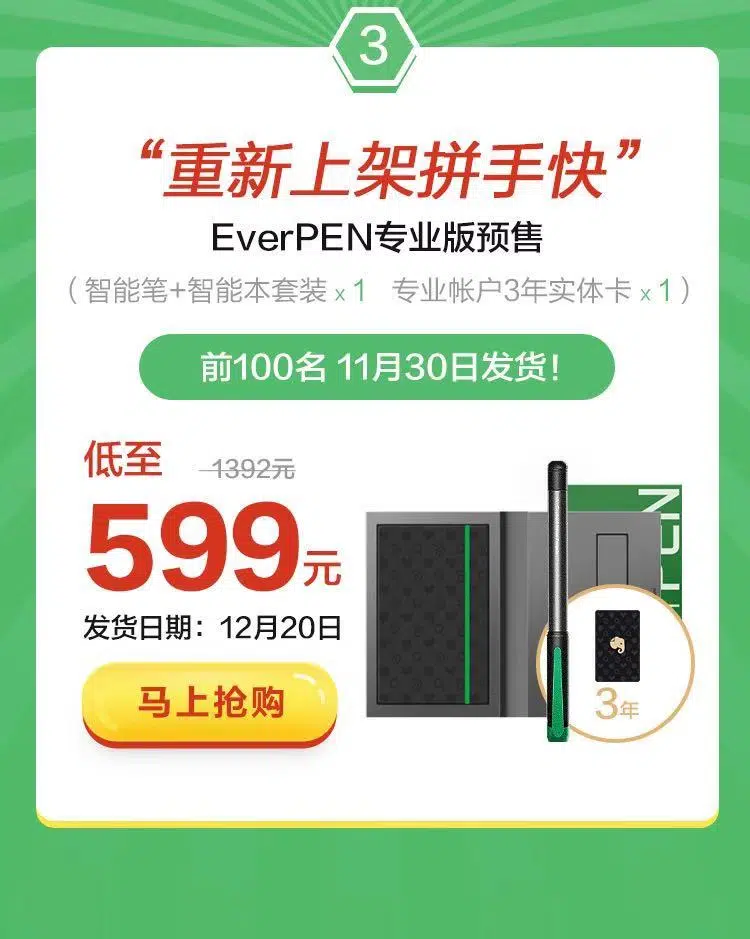 3
“重新上架拼手快”
EverPEN专业版预售
（智能笔+智能本套装 x 1 专业帐户3年实体卡 x 1）
前100名 11月30日发货！
低至 1392元
599元
发货日期：12月20日
马上抢购
3年